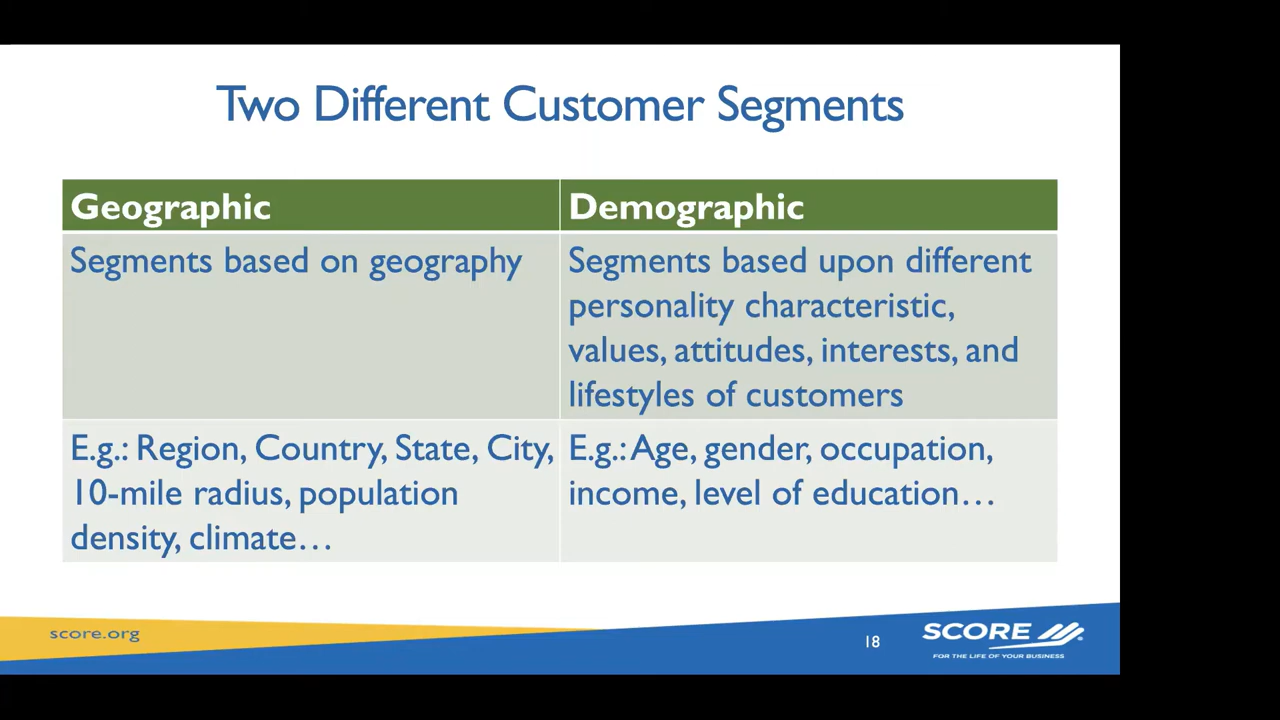 Two Different Customer Segments
Geographic
Demographic
Segments based on geography
Segments based upon different
personality characteristic,
values, attitudes, interests, and
lifestyles of customers
E.g.: Region, Country, State, City,
10-mile radius, population
density, climate…
E.g.: Age, gender, occupation,
income, level of education…
score.org
18
SCORE
FOR THE LIFE OF YOUR BUSINESS